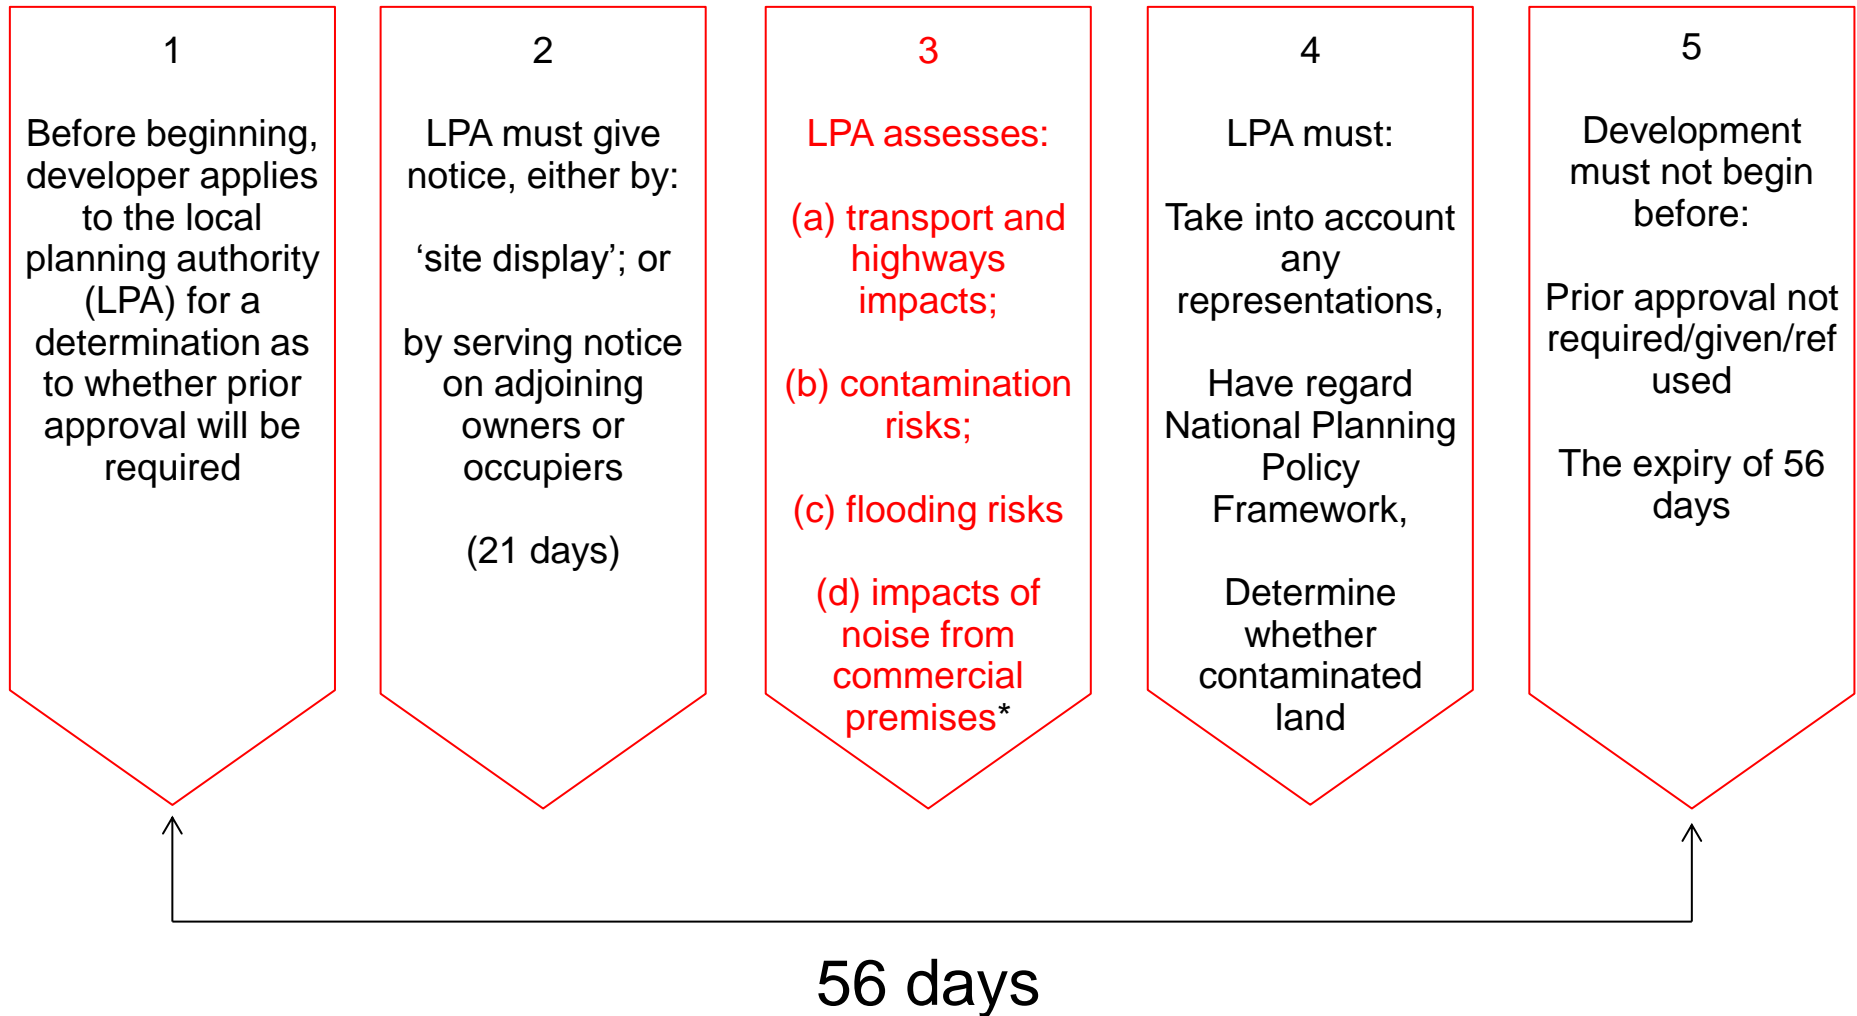 1
Before beginning,
developer applies
to the local
planning authority
(LPA) for a
determination as
to whether prior
approval will be
required
2
LPA must give
notice, either by:
‘site display’; or
by serving notice
on adjoining
owners or
occupiers
(21 days)
3
LPA assesses:
(a) transport and
highways
impacts;
(b) contamination
risks;
(c) flooding risks
(d) impacts of
noise from
commercial
premises*
4
LPA must:
Take into account
any
representations,
Have regard
National Planning
Policy
Framework,
Determine
whether
contaminated
land
5
Development
must not begin
before:
Prior approval not
required/given/ref
used
The expiry of 56
days
56 days